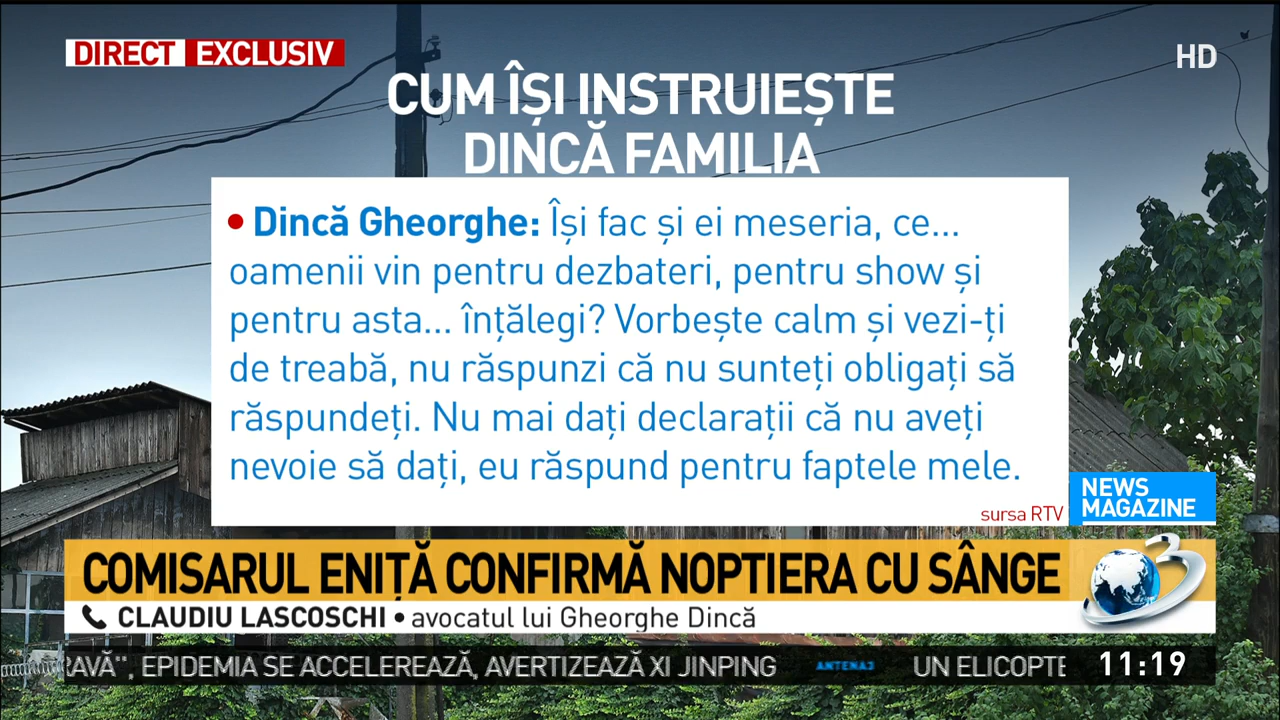 DIRECT EXCLUSIV
HD
CUM ÎȘI INSTRUIEȘTE
DINCĂ FAMILIA
• Dincă Gheorghe: Își fac și ei meseria, ce...
oamenii vin pentru dezbateri, pentru show și
pentru asta... înțălegi? Vorbește calm și vezi-ți
de treabă, nu răspunzi că nu sunteți obligați să
răspundeți. Nu mai dați declarații că nu aveți
nevoie să dați, eu răspund pentru faptele mele.
sursa RTV
NEWS
MAGAZINE
COMISARUL ENIȚĂ CONFIRMĂ NOPTIERA CU SÂNGE
3
CLAUDIU LASCOSCHI • avocatul lui Gheorghe Dincă
RAVĂ", EPIDEMIA SE ACCELEREAZĂ, AVERTIZEAZĂ XI JINPING ANTENA3 UN ELICOPTE
11:19